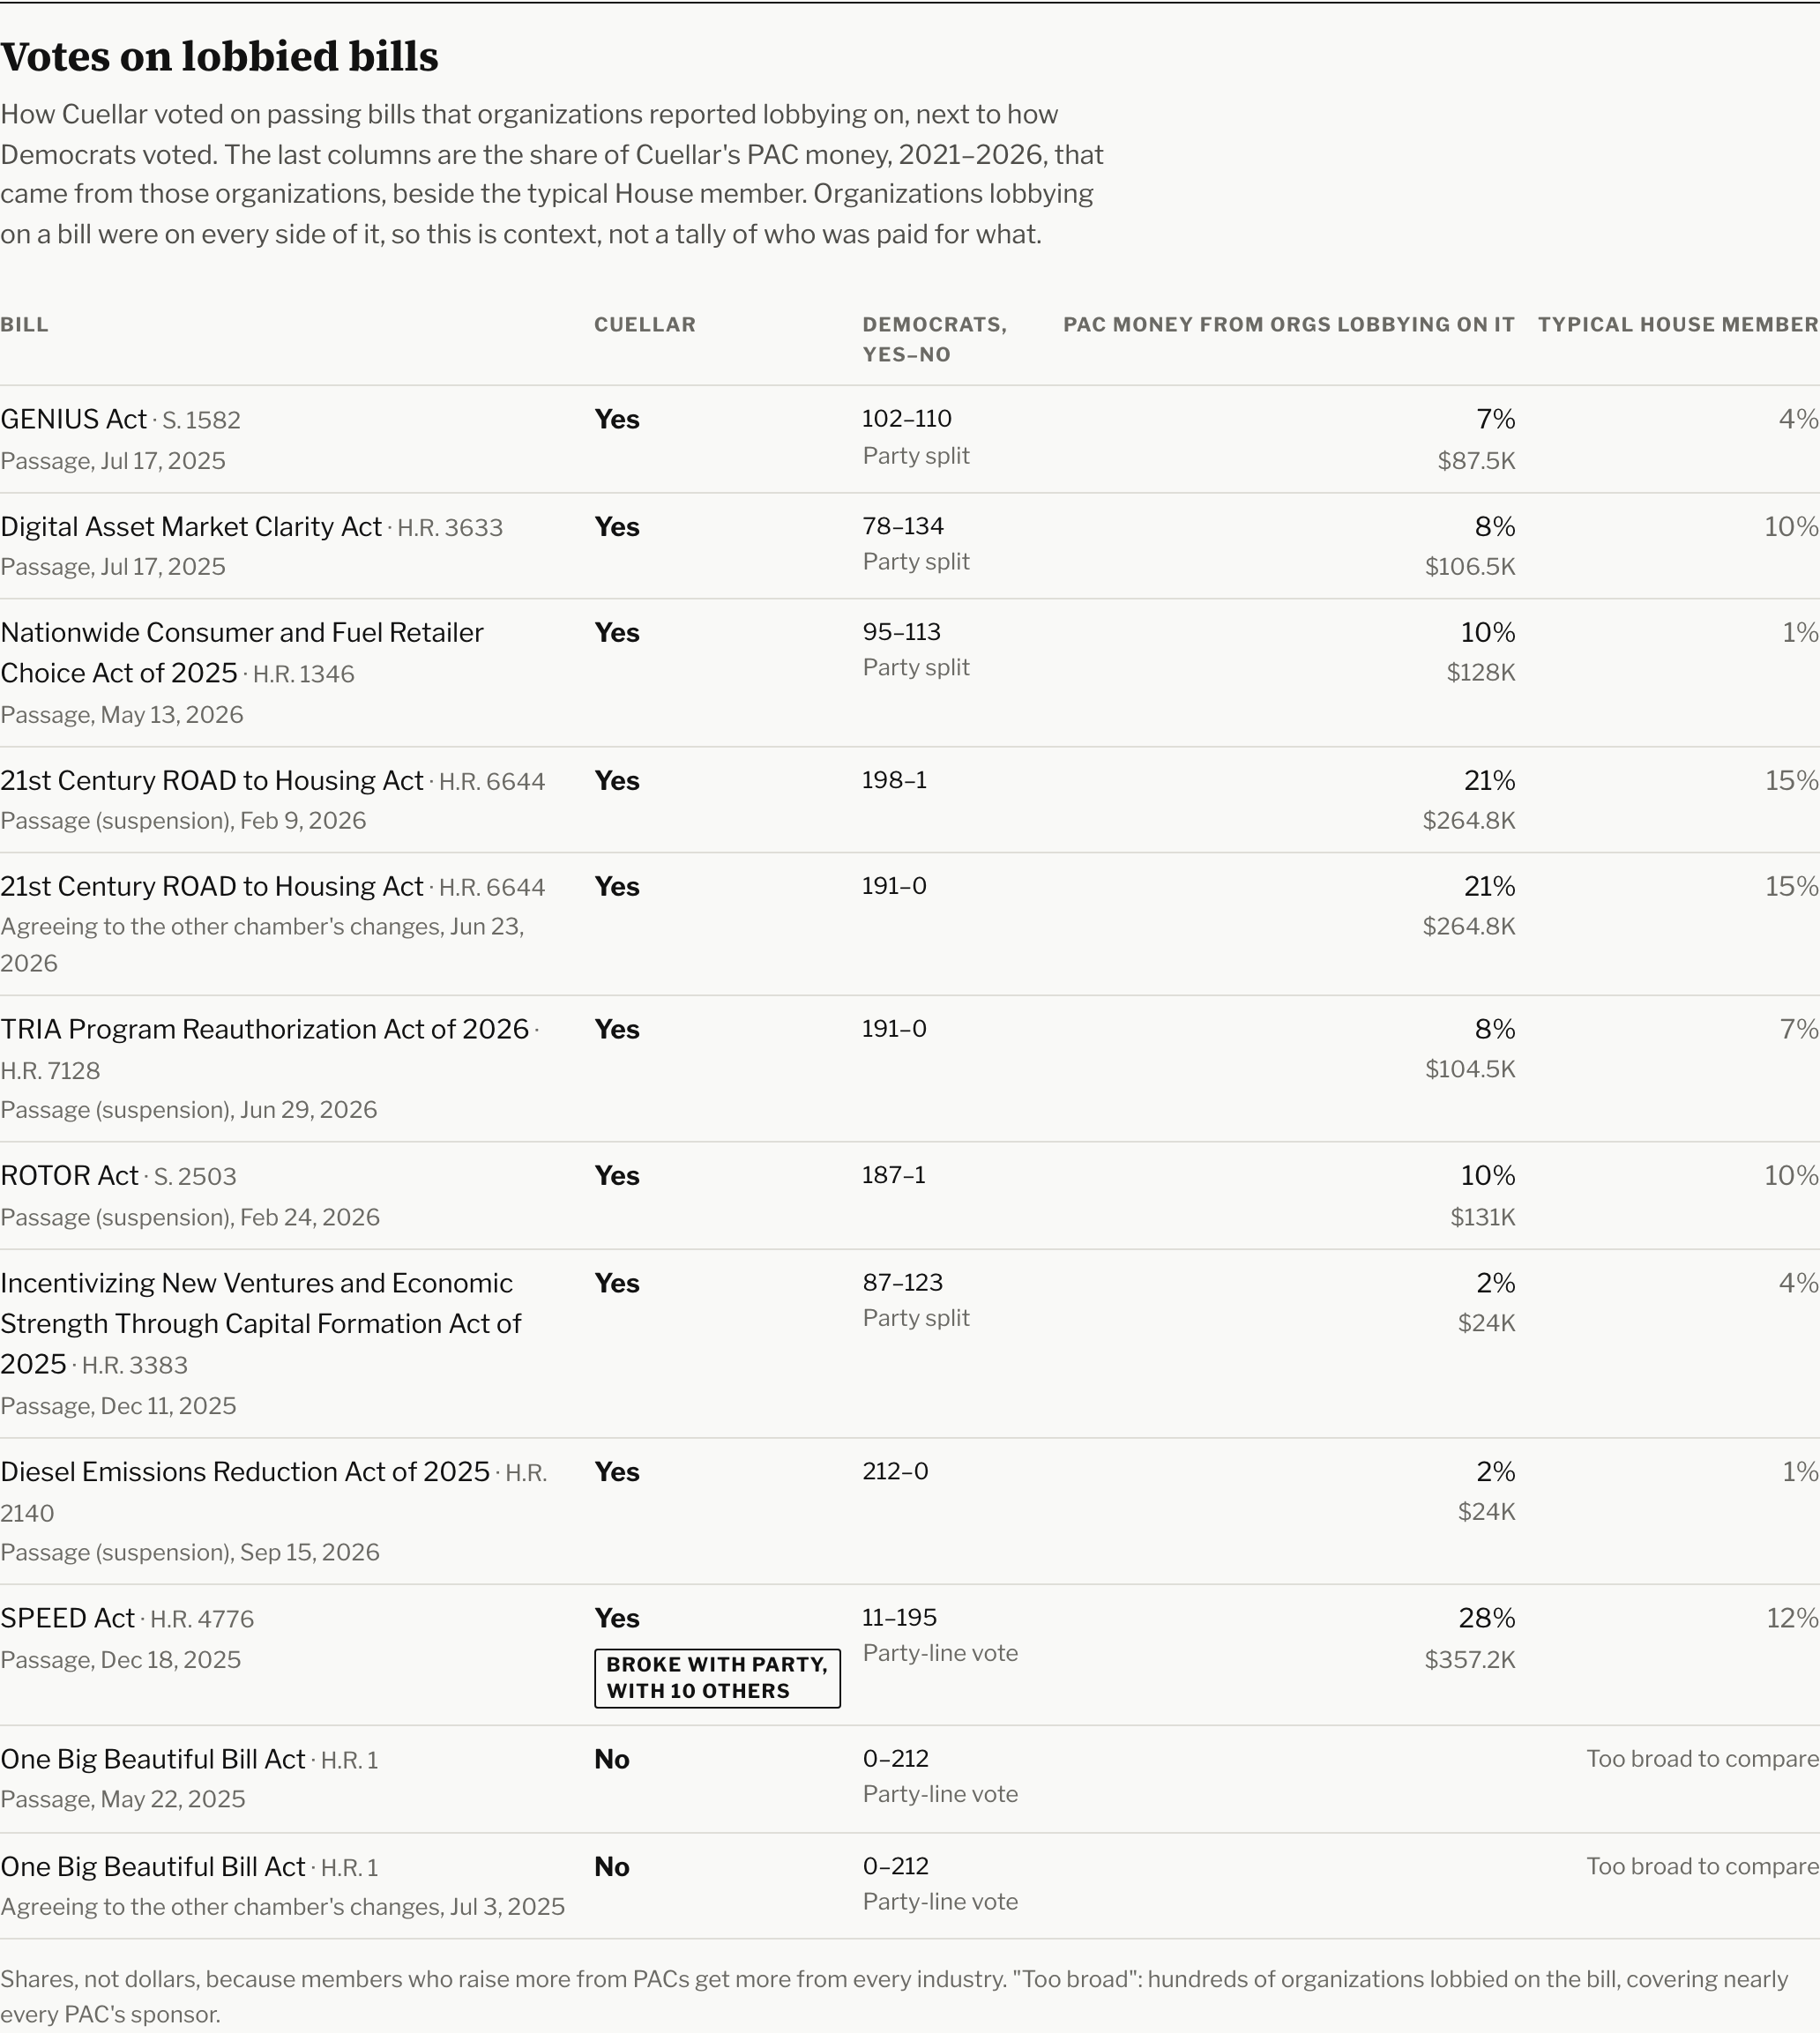 Votes on lobbied bills
How Cuellar voted on passing bills that organizations reported lobbying on, next to how
Democrats voted. The last columns are the share of Cuellar's PAC money, 2021–2026, that
came from those organizations, beside the typical House member. Organizations lobbying
on a bill were on every side of it, so this is context, not a tally of who was paid for what.
BILL CUELLAR DEMOCRATS, PAC MONEY FROM ORGS LOBBYING ON IT TYPICAL HOUSE MEMBER
YES–NO
GENIUS Act · S. 1582 Yes 102–110 7% 4%
Passage, Jul 17, 2025 Party split $87.5K
Digital Asset Market Clarity Act · H.R. 3633 Yes 78–134 8% 10%
Passage, Jul 17, 2025 Party split $106.5K
Nationwide Consumer and Fuel Retailer Yes 95–113 10% 1%
Choice Act of 2025 · H.R. 1346 Party split $128K
Passage, May 13, 2026
21st Century ROAD to Housing Act · H.R. 6644 Yes 198–1 21% 15%
Passage (suspension), Feb 9, 2026 $264.8K
21st Century ROAD to Housing Act · H.R. 6644 Yes 191–0 21% 15%
Agreeing to the other chamber's changes, Jun 23, $264.8K
2026
TRIA Program Reauthorization Act of 2026 · Yes 191–0 8% 7%
H.R. 7128 $104.5K
Passage (suspension), Jun 29, 2026
ROTOR Act · S. 2503 Yes 187–1 10% 10%
Passage (suspension), Feb 24, 2026 $131K
Incentivizing New Ventures and Economic Yes 87–123 2% 4%
Strength Through Capital Formation Act of Party split $24K
2025 · H.R. 3383
Passage, Dec 11, 2025
Diesel Emissions Reduction Act of 2025 · H.R. Yes 212–0 2% 1%
2140 $24K
Passage (suspension), Sep 15, 2026
SPEED Act · H.R. 4776 Yes 11–195 28% 12%
Passage, Dec 18, 2025 BROKE WITH PARTY, Party-line vote $357.2K
WITH 10 OTHERS
One Big Beautiful Bill Act · H.R. 1 No 0–212 Too broad to compare
Passage, May 22, 2025 Party-line vote
One Big Beautiful Bill Act · H.R. 1 No 0–212 Too broad to compare
Agreeing to the other chamber's changes, Jul 3, 2025 Party-line vote
Shares, not dollars, because members who raise more from PACs get more from every industry. "Too broad": hundreds of organizations lobbied on the bill, covering nearly
every PAC's sponsor.